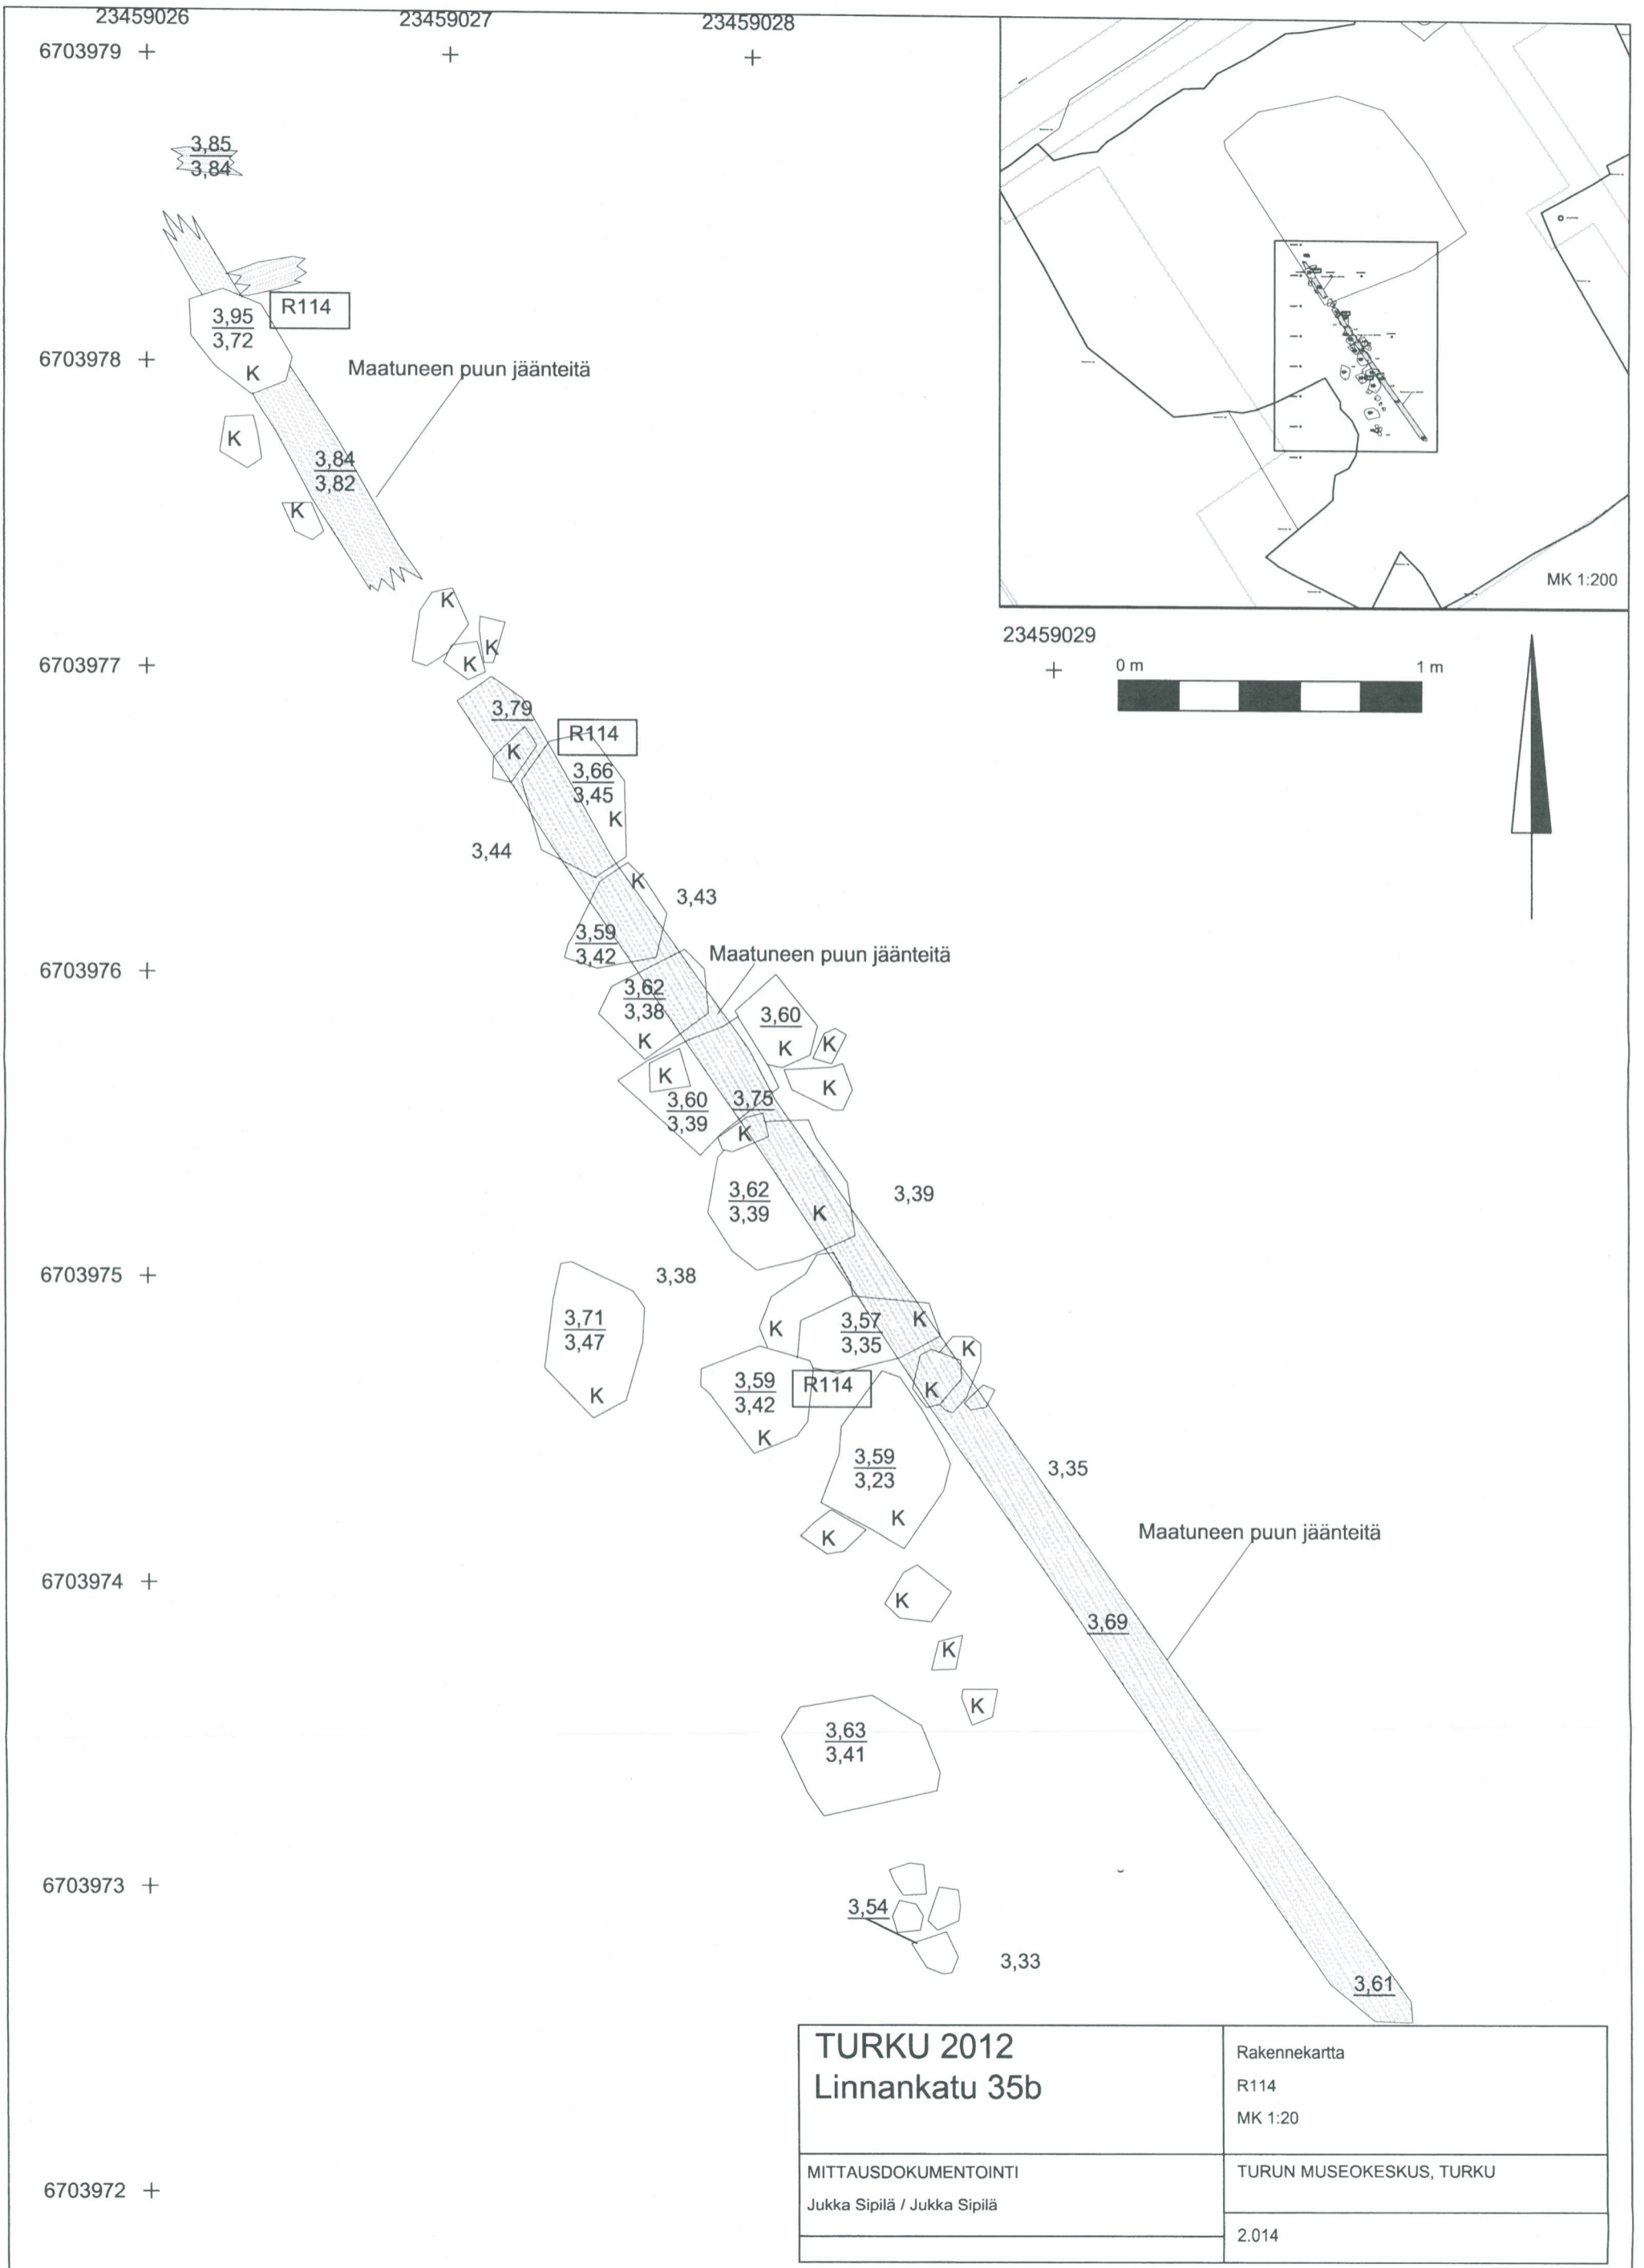 23459026 23459027 23459028
6703979
3,85
3,84
R114
3,95
3,72
K
6703978
Maatuneen puun jäänteitä
K
3,84
3,82
K
MK 1:200
K
K
K
6703977
23459029
0 m 1 m
3,79
R114
K
3,66
3,45
K
3,44
K
3,43
3,59
3,42
Maatuneen puun jäänteitä
6703976
3,62
3,38
K
3,60
K
K
K
K
3,60
3,39
3,75
K
3,62
3,39
K
3,39
6703975
3,38
3,71
3,47
K
K
3,57
3,35
K
K
K
3,59
3,42
K
R114
3,59
3,23
K
3,35
K
Maatuneen puun jäänteitä
6703974
K
3,69
K
K
3,63
3,41
6703973
3,54
3,33
3,61
TURKU 2012
Linnankatu 35b
Rakennekartta
R114
MK 1:20
MITTAUSDOKUMENTOINTI
Jukka Sipilä / Jukka Sipilä
TURUN MUSEOKESKUS, TURKU
2.014
6703972